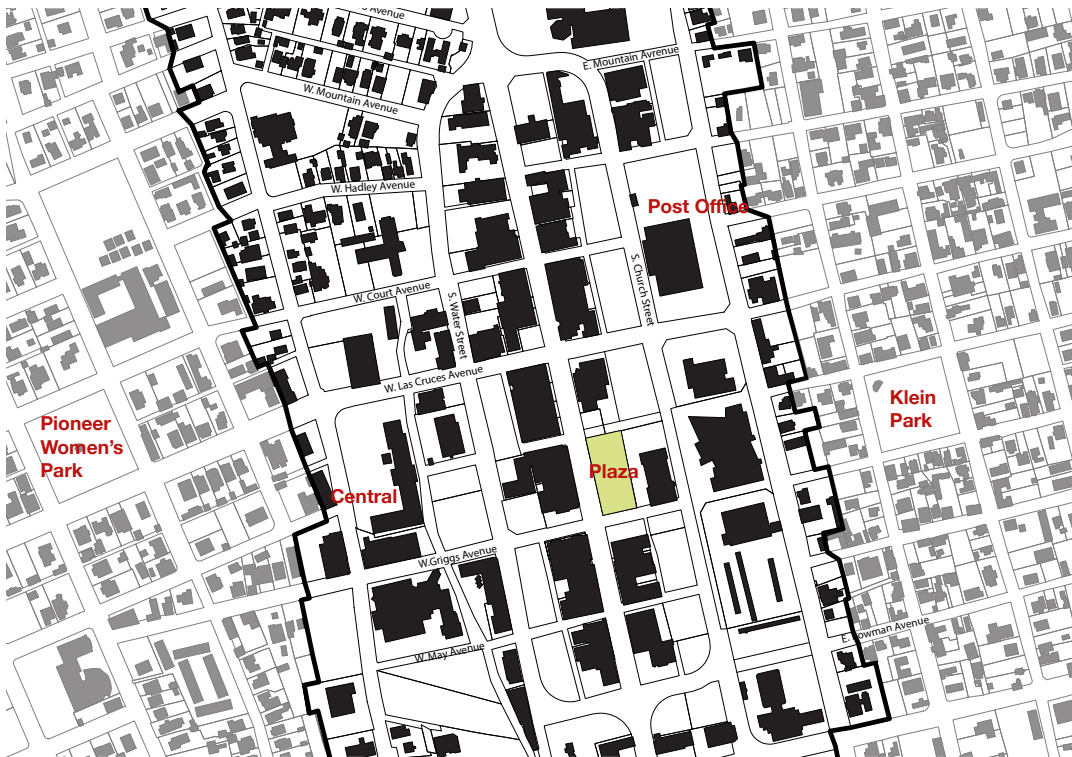 Avenue
E. Mountain Avrenue
W. Mountain Avenue
W. Hadley Avenue
Post Office
S. Church Street
W. Court Avenue
S. Water Street
W. Las Cruces Avenue
Klein
Park
Pioneer
Women's
Park
Plaza
Central
W.Griggs Avenue
E. Bowman Avenue
W. May Avenue